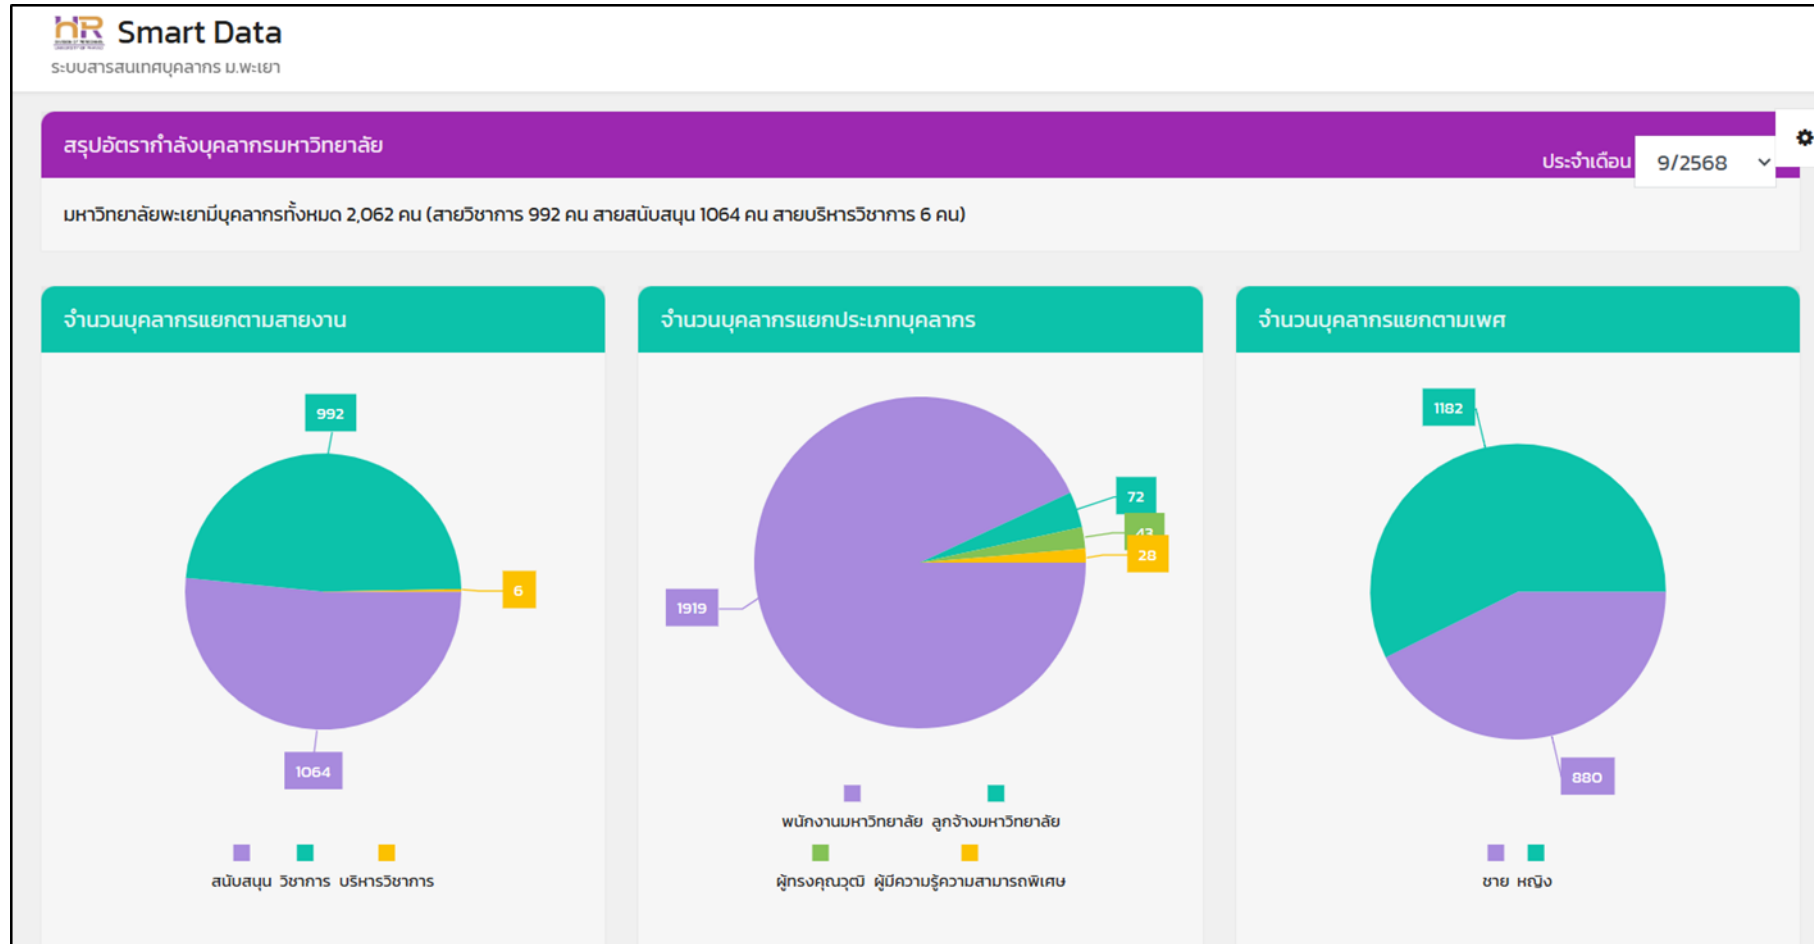 HR Smart Data
ระบบสารสนเทศบุคลากร ม.พะเยา
สรุปอัตรากำลังบุคลากรมหาวิทยาลัย
ประจำเดือน 9/2568
มหาวิทยาลัยพะเยามีบุคลากรทั้งหมด 2,062 คน (สายวิชาการ 992 คน สายสนับสนุน 1064 คน สายบริหารวิชาการ 6 คน)
จำนวนบุคลากรแยกตามสายงาน
992
6
1064
สนับสนุน วิชาการ บริหารวิชาการ
จำนวนบุคลากรแยกประเภทบุคลากร
72
43
28
1919
พนักงานมหาวิทยาลัย ลูกจ้างมหาวิทยาลัย
ผู้ทรงคุณวุฒิ ผู้มีความรู้ความสามารถพิเศษ
จำนวนบุคลากรแยกตามเพศ
1182
880
ชาย หญิง